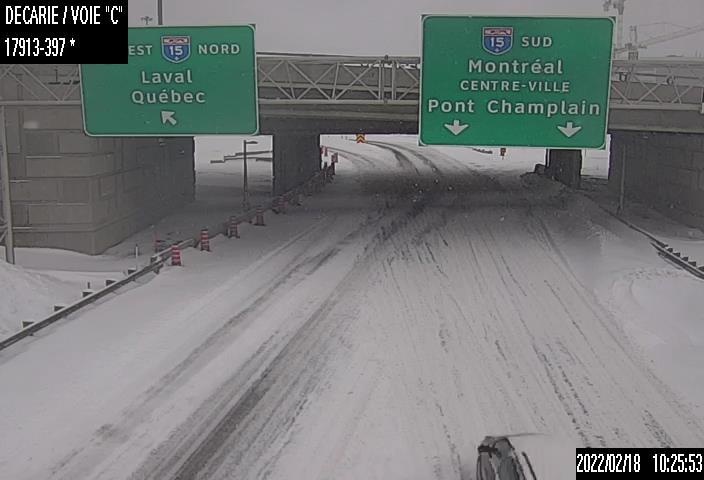 DECARIE / VOIE "C"
17913-397 *
EST 15 NORD
Laval
Québec
15 SUD
Montréal
CENTRE-VILLE
Pont Champlain
2022/02/18 10:25:53